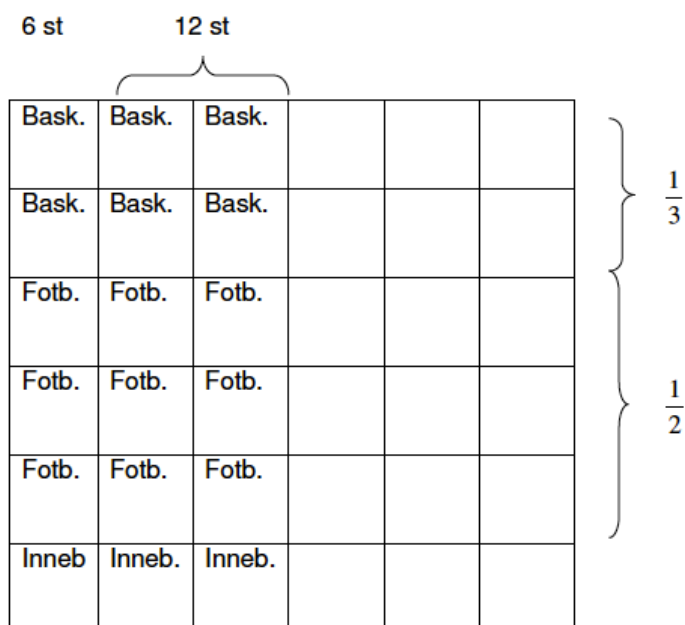 6 st 12 st
Bask. Bask. Bask.
1
3
Bask. Bask. Bask.
Fotb. Fotb. Fotb.
Fotb. Fotb. Fotb.
1
2
Fotb. Fotb. Fotb.
Inneb Inneb. Inneb.